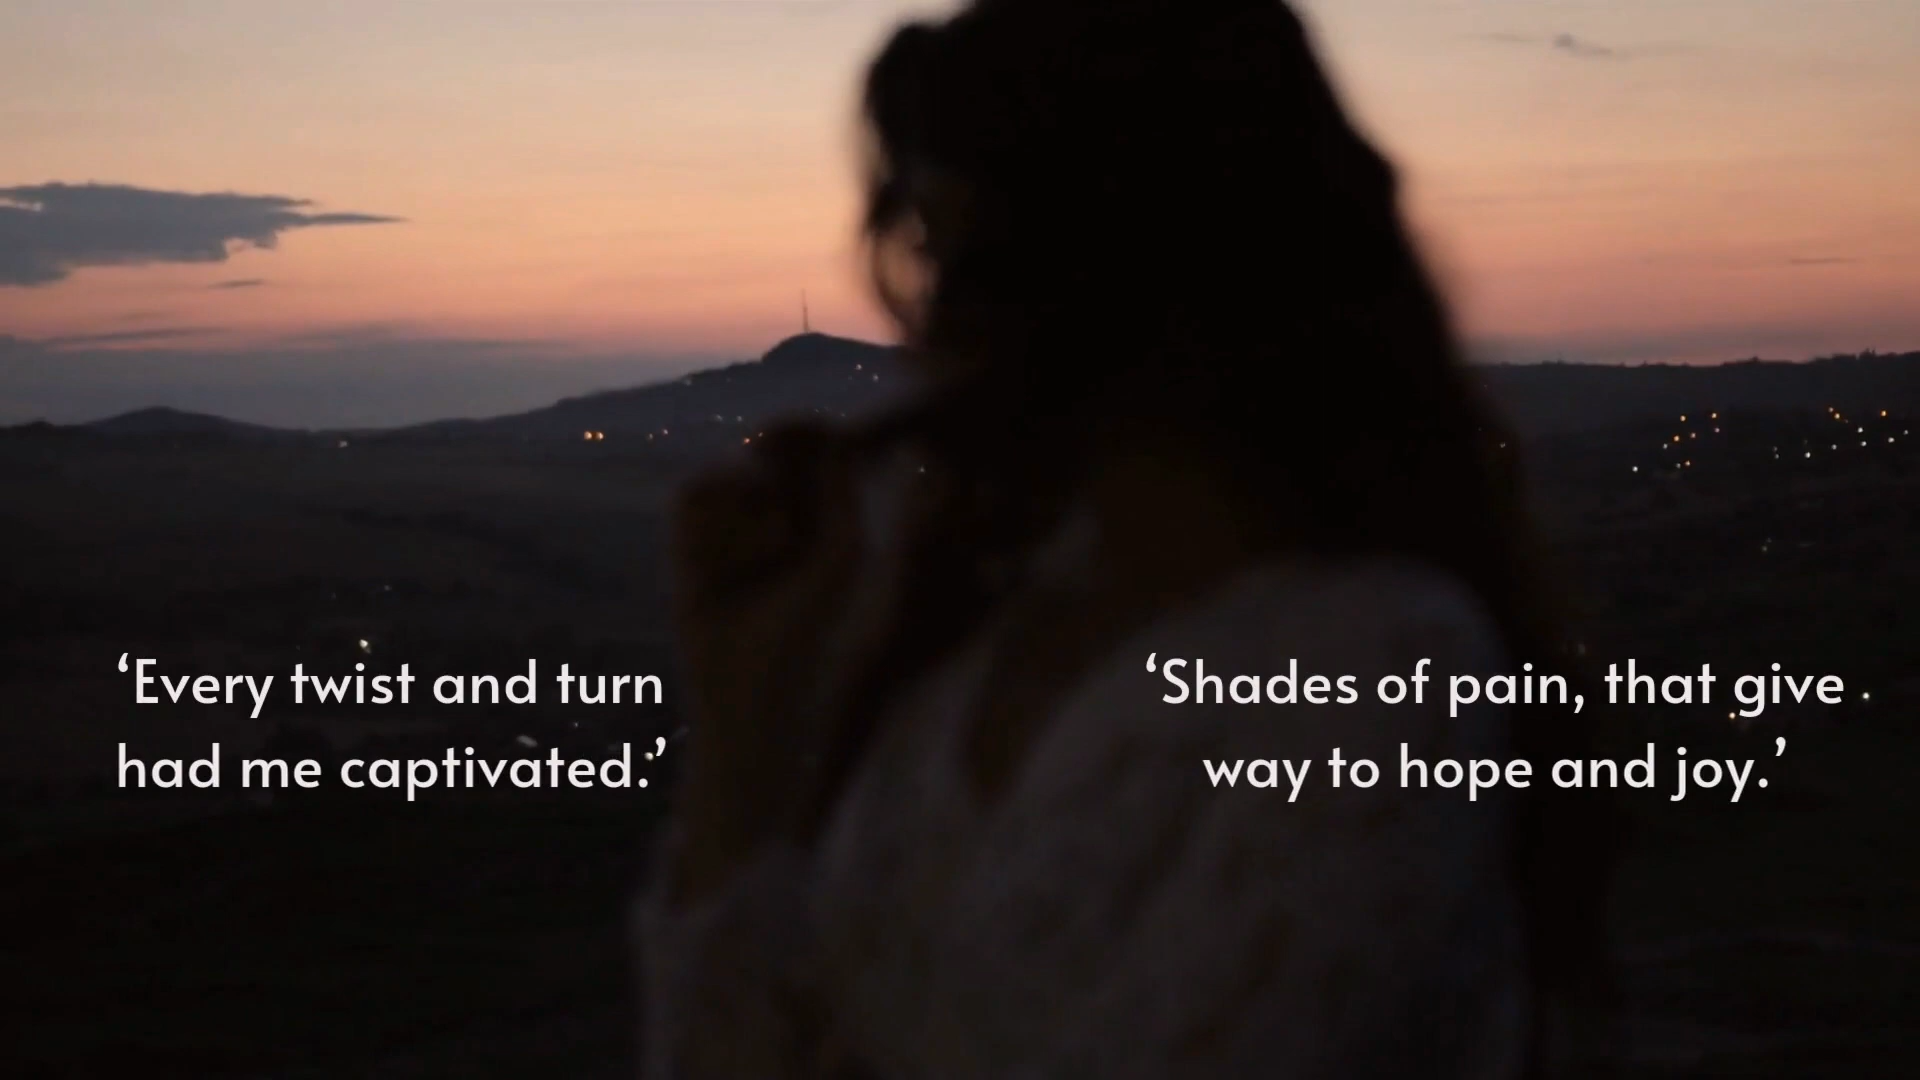 ‘Every twist and turn
had me captivated.’
‘Shades of pain, that give
way to hope and joy.’